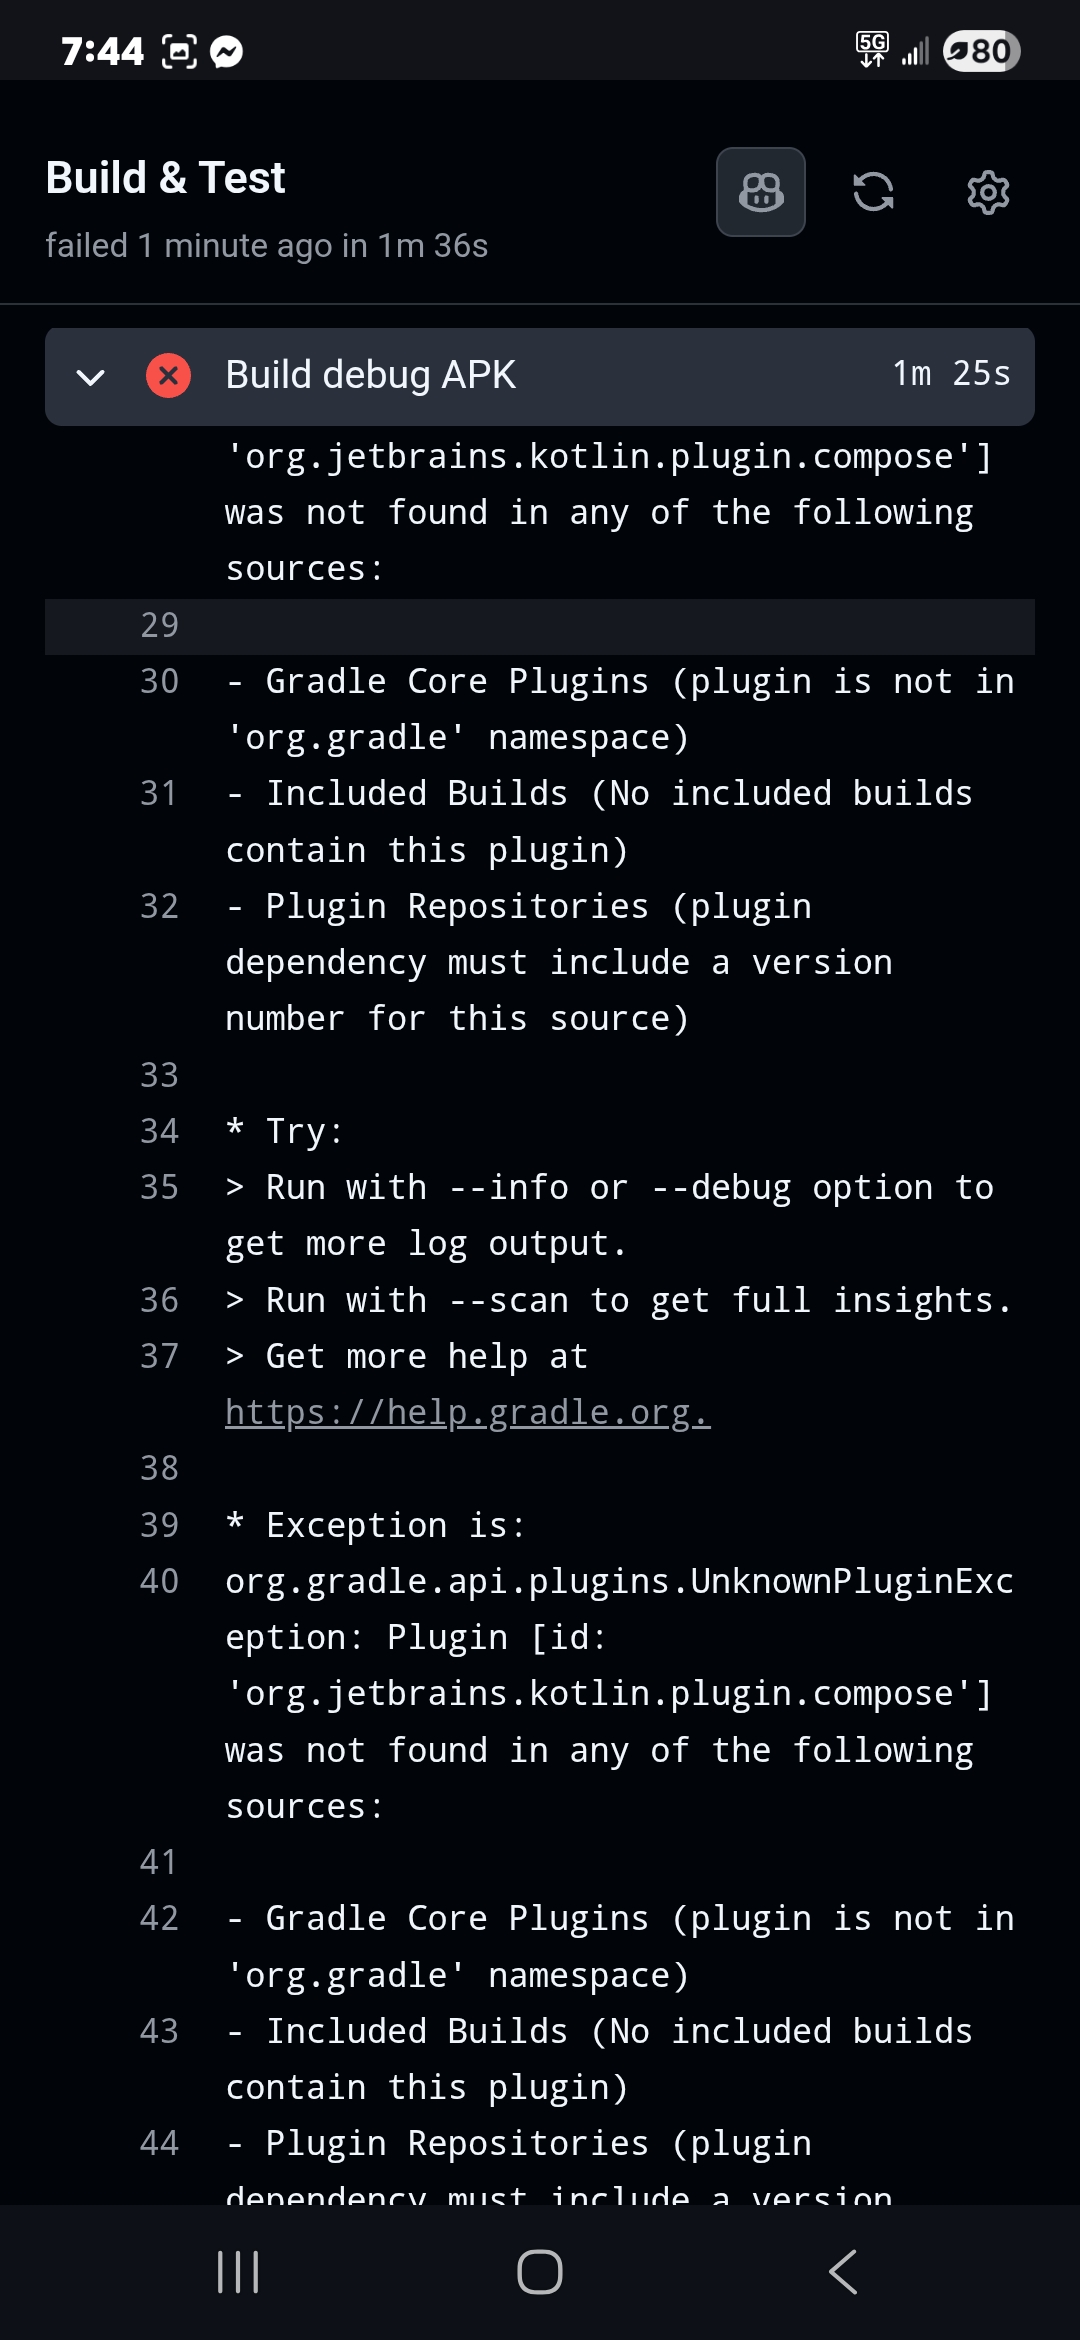 7:44
5G
80
Build & Test
failed 1 minute ago in 1m 36s
Build debug APK
1m 25s
'org.jetbrains.kotlin.plugin.compose']
was not found in any of the following
sources:
29
30 - Gradle Core Plugins (plugin is not in
'org.gradle' namespace)
31 - Included Builds (No included builds
contain this plugin)
32 - Plugin Repositories (plugin
dependency must include a version
number for this source)
33
34 * Try:
35 > Run with --info or --debug option to
get more log output.
36 > Run with --scan to get full insights.
37 > Get more help at
https://help.gradle.org.
38
39 * Exception is:
40 org.gradle.api.plugins.UnknownPluginExc
eption: Plugin [id:
'org.jetbrains.kotlin.plugin.compose']
was not found in any of the following
sources:
41
42 - Gradle Core Plugins (plugin is not in
'org.gradle' namespace)
43 - Included Builds (No included builds
contain this plugin)
44 - Plugin Repositories (plugin
dependency must include a version